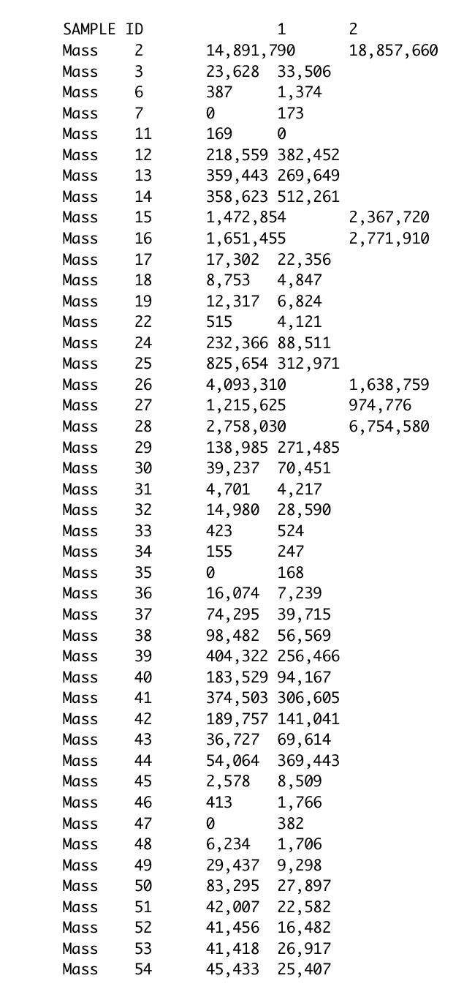 SAMPLE ID 1 2
Mass 2 14,891,790 18,857,660
Mass 3 23,628 33,506
Mass 6 387 1,374
Mass 7 0 173
Mass 11 169 0
Mass 12 218,559 382,452
Mass 13 359,443 269,649
Mass 14 358,623 512,261
Mass 15 1,472,854 2,367,720
Mass 16 1,651,455 2,771,910
Mass 17 17,302 22,356
Mass 18 8,753 4,847
Mass 19 12,317 6,824
Mass 22 515 4,121
Mass 24 232,366 88,511
Mass 25 825,654 312,971
Mass 26 4,093,310 1,638,759
Mass 27 1,215,625 974,776
Mass 28 2,758,030 6,754,580
Mass 29 138,985 271,485
Mass 30 39,237 70,451
Mass 31 4,701 4,217
Mass 32 14,980 28,590
Mass 33 423 524
Mass 34 155 247
Mass 35 0 168
Mass 36 16,074 7,239
Mass 37 74,295 39,715
Mass 38 98,482 56,569
Mass 39 404,322 256,466
Mass 40 183,529 94,167
Mass 41 374,503 306,605
Mass 42 189,757 141,041
Mass 43 36,727 69,614
Mass 44 54,064 369,443
Mass 45 2,578 8,509
Mass 46 413 1,766
Mass 47 0 382
Mass 48 6,234 1,706
Mass 49 29,437 9,298
Mass 50 83,295 27,897
Mass 51 42,007 22,582
Mass 52 41,456 16,482
Mass 53 41,418 26,917
Mass 54 45,433 25,407